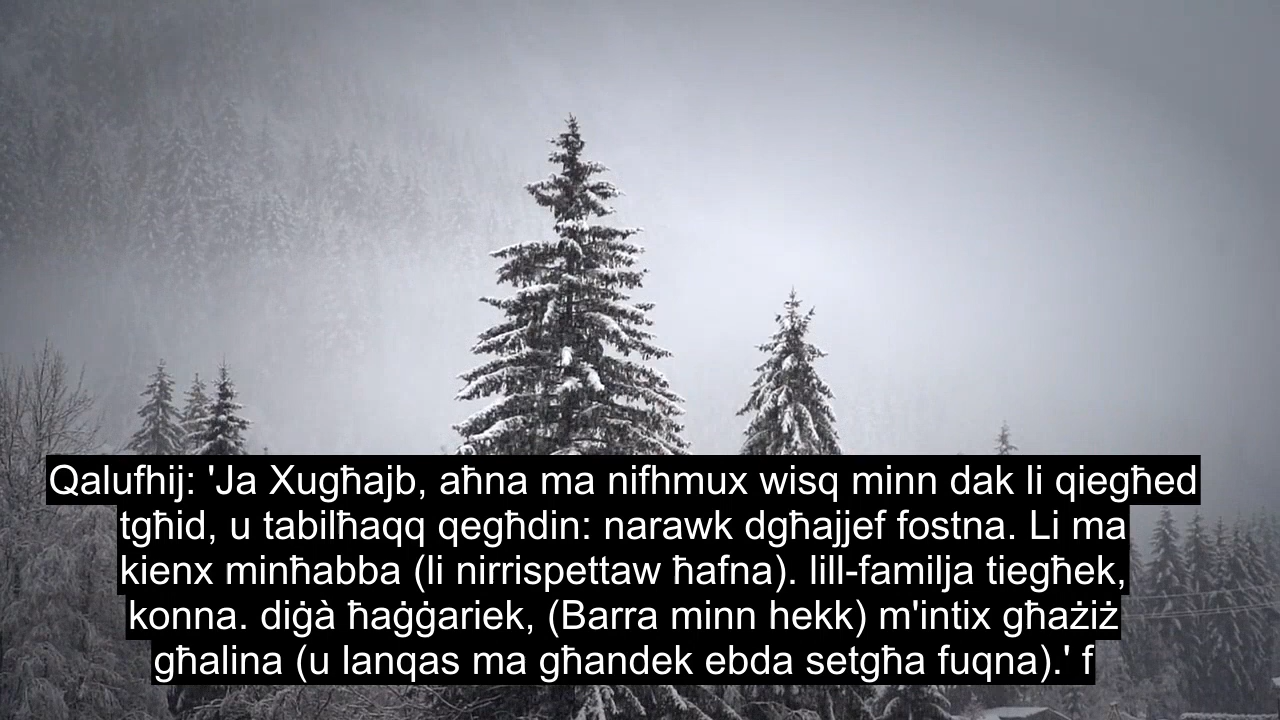 Qalufhij: 'Ja Xugħajb, aħna ma nifhmux wisq minn dak li qiegħed
tgħid, u tabilħaqq qegħdin: narawk dgħajjef fostna. Li ma
kienx minħabba (li nirrispettaw ħafna). lill-familja tiegħek,
konna. diġà ħaġġariek, (Barra minn hekk) m'intix għażiż
għalina (u lanqas ma għandek ebda setgħa fuqna).' f